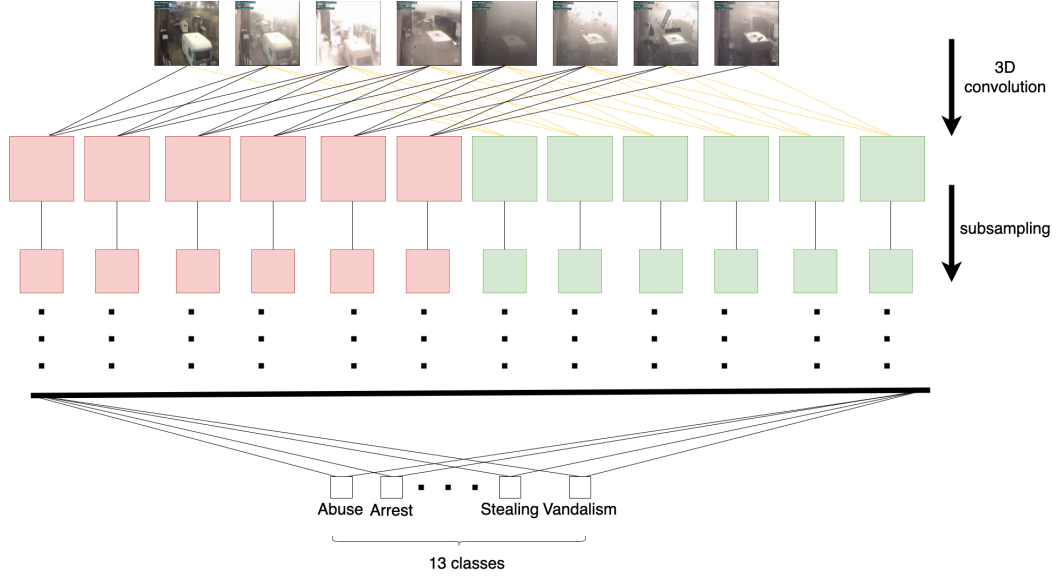 3D
convolution
subsampling
Abuse
Arrest
Stealing
Vandalism
13 classes